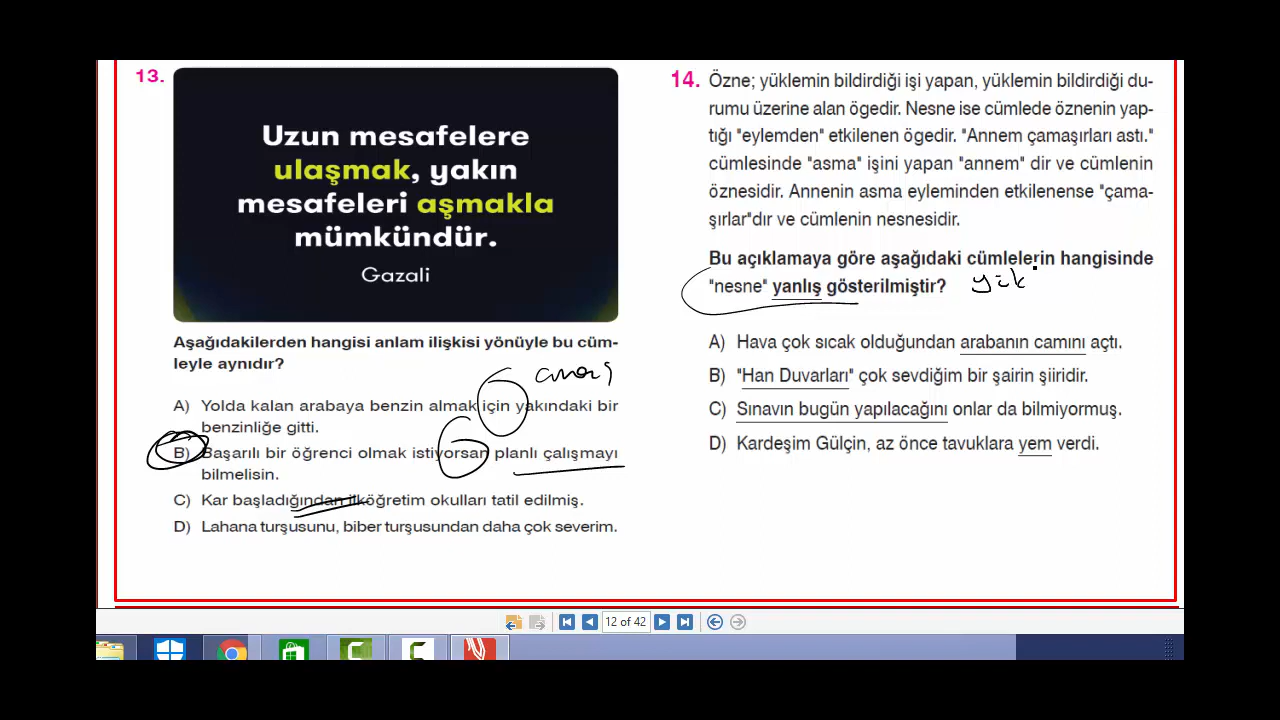 13.
Uzun mesafelere
ulaşmak, yakın
mesafeleri aşmakla
mümkündür.
Gazali
Aşağıdakilerden hangisi anlam ilişkisi yönüyle bu cüm-
leyle aynıdır?
amaç
A) Yolda kalan arabaya benzin almak için yakındaki bir
benzinliğe gitti.
B) Başarılı bir öğrenci olmak istiyorsan planlı çalışmayı
bilmelisin.
C) Kar başladığından ilköğretim okulları tatil edilmiş.
D) Lahana turşusunu, biber turşusundan daha çok severim.
14. Özne; yüklemin bildirdiği işi yapan, yüklemin bildirdiği du-
rumu üzerine alan ögedir. Nesne ise cümlede öznenin yap-
tığı "eylemden" etkilenen ögedir. "Annem çamaşırları astı."
cümlesinde "asma" işini yapan "annem" dir ve cümlenin
öznesidir. Annenin asma eyleminden etkilenense "çama-
şırlar"dır ve cümlenin nesnesidir.
Bu açıklamaya göre aşağıdaki cümlelerin hangisinde
"nesne" yanlış gösterilmiştir? yük
A) Hava çok sıcak olduğundan arabanın camını açtı.
B) "Han Duvarları" çok sevdiğim bir şairin şiiridir.
C) Sınavın bugün yapılacağını onlar da bilmiyormuş.
D) Kardeşim Gülçin, az önce tavuklara yem verdi.
12 of 42